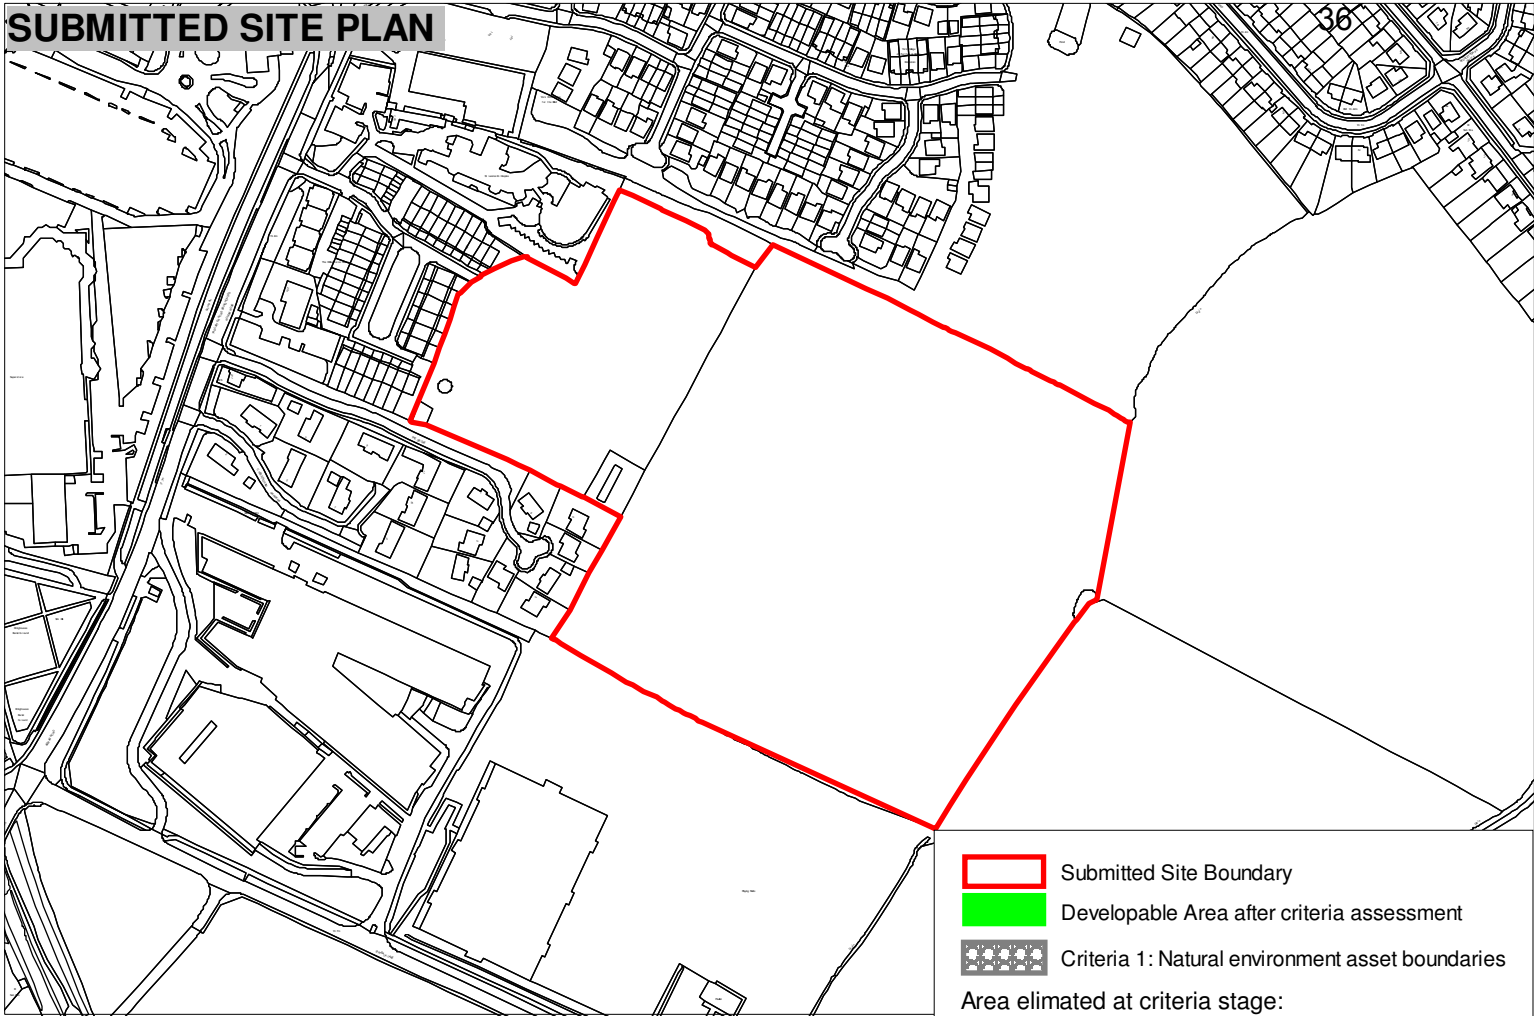 SUBMITTED SITE PLAN
36
Submitted Site Boundary
Developable Area after criteria assessment
Criteria 1: Natural environment asset boundaries
Area elimated at criteria stage: